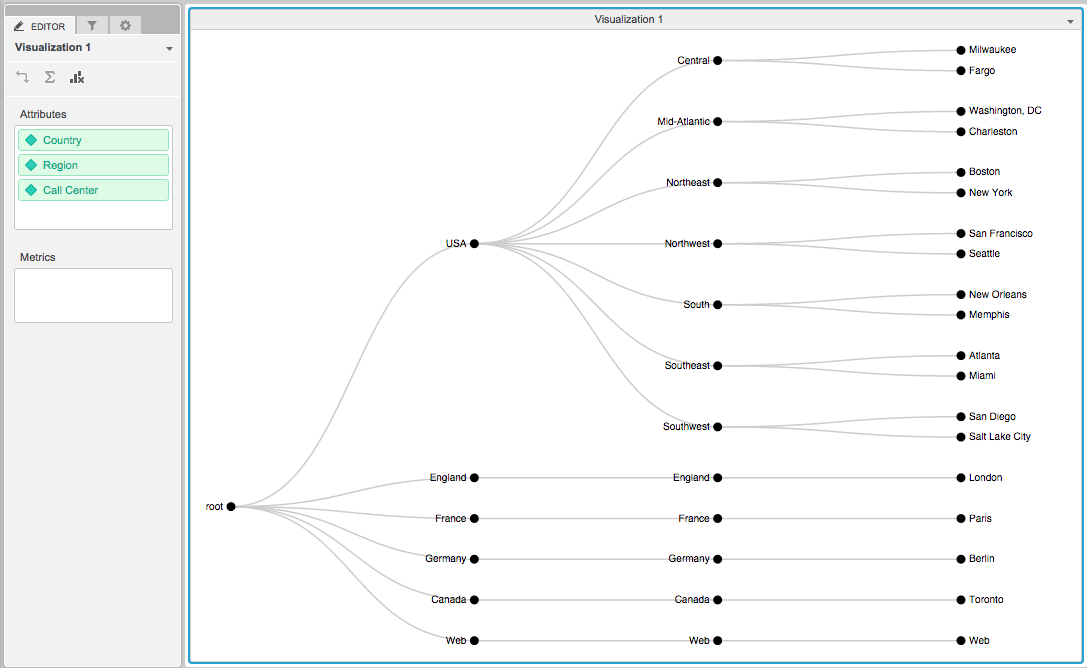 EDITOR
Visualization 1
Attributes
Country
Region
Call Center
Metrics
Visualization 1
Central
Milwaukee
Fargo
Mid-Atlantic
Washington, DC
Charleston
Northeast
Boston
New York
USA
Northwest
San Francisco
Seattle
South
New Orleans
Memphis
Southeast
Atlanta
Miami
Southwest
San Diego
Salt Lake City
root
England
England
London
France
France
Paris
Germany
Germany
Berlin
Canada
Canada
Toronto
Web
Web
Web